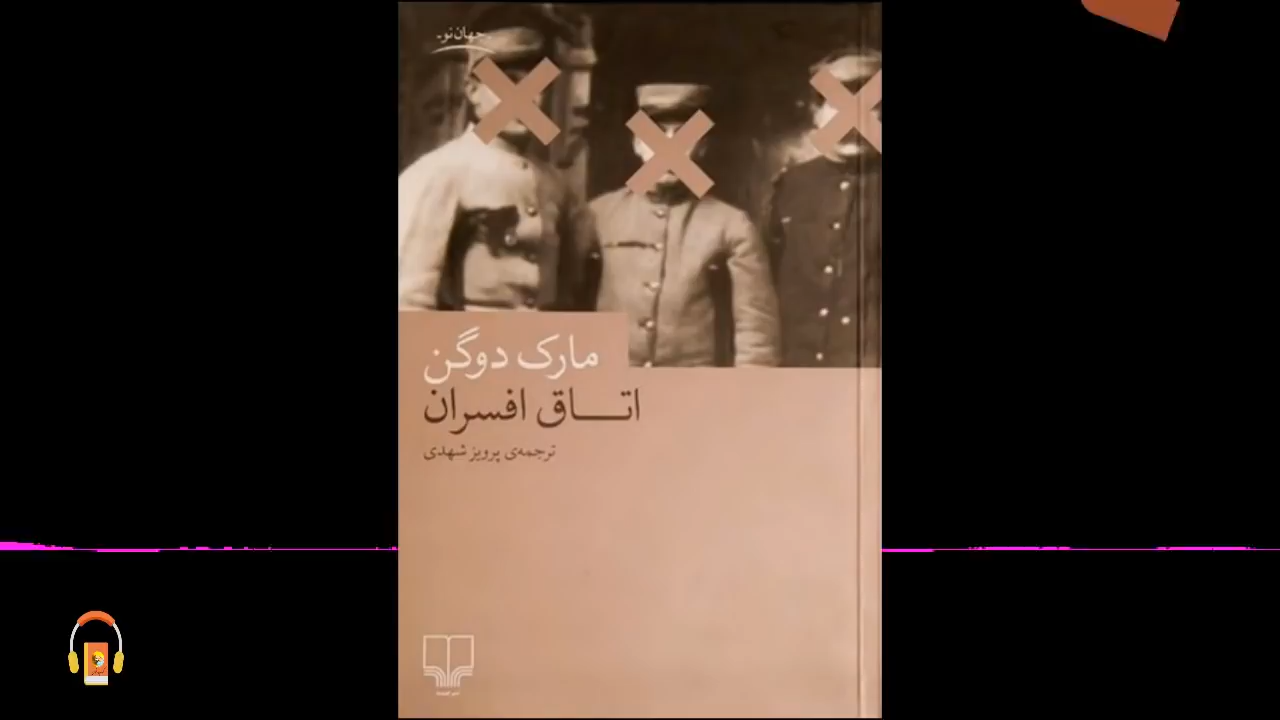 -جهان‌نو-
مارک دوگن
اتـــاق افسران
ترجمه‌ی پرویز شهدی